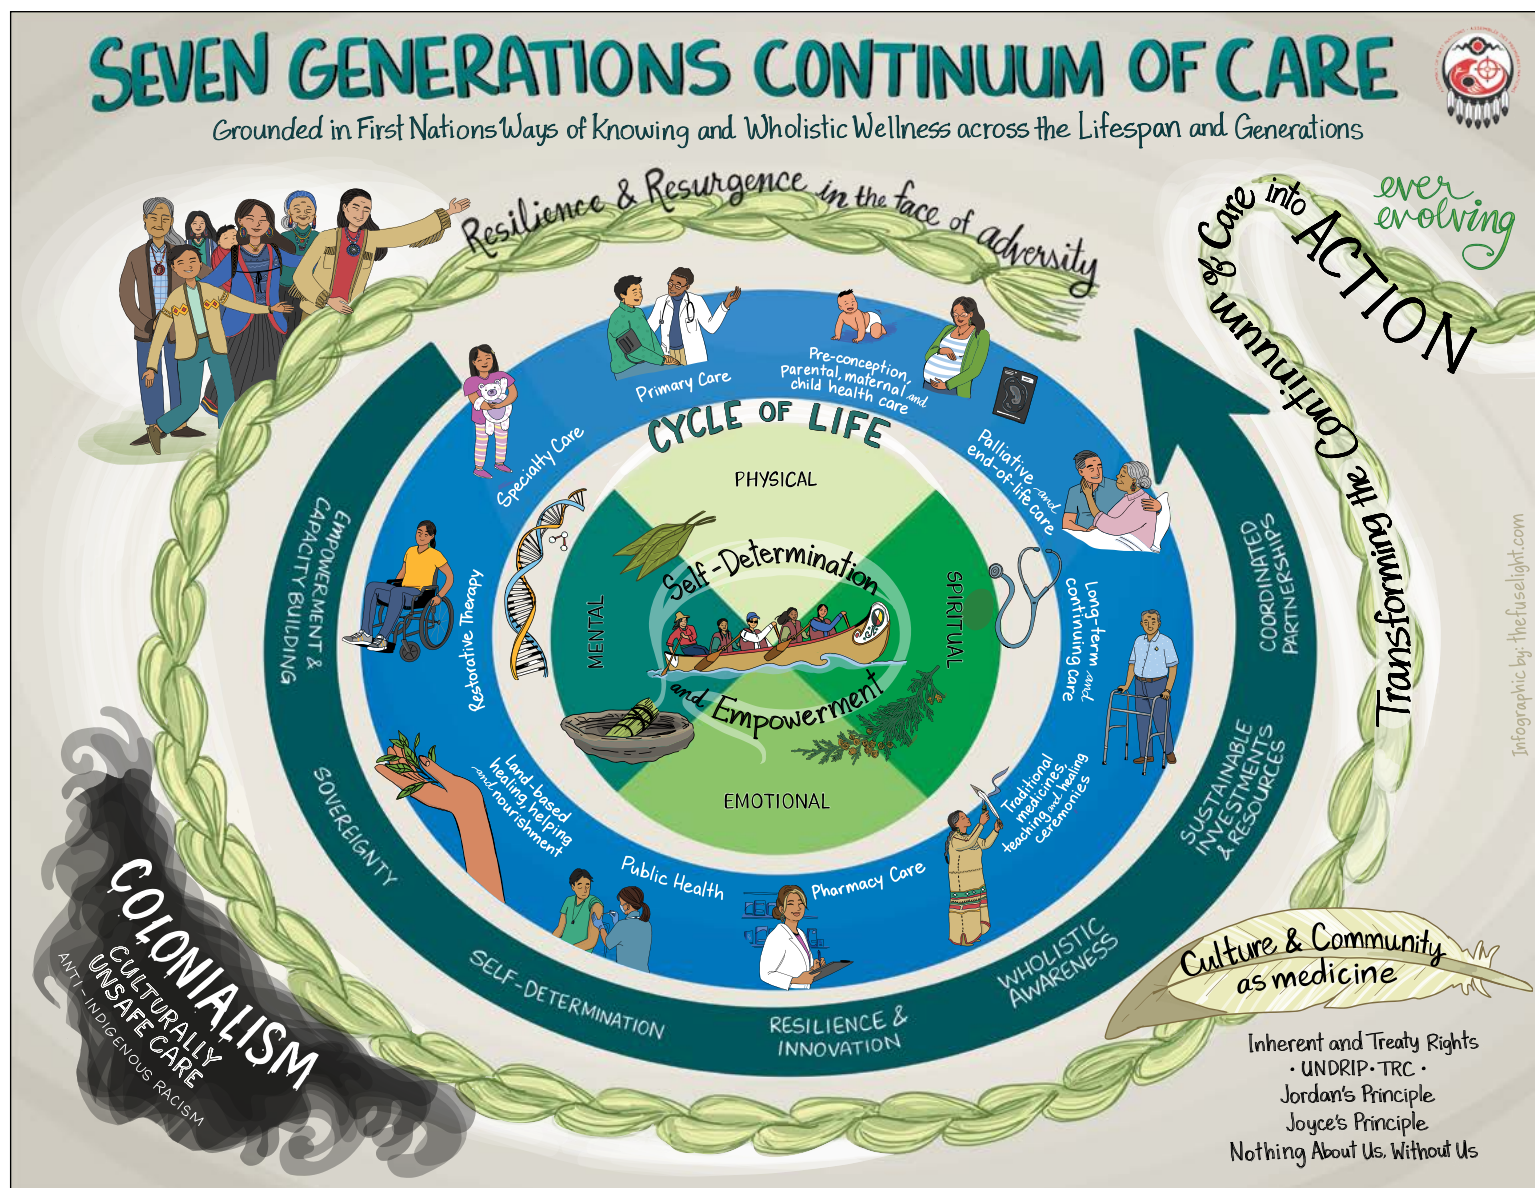 SEVEN GENERATIONS CONTINUUM OF CARE
Grounded in First Nations Ways of Knowing and Wholistic Wellness across the Lifespan and Generations
Resilience & Resurgence in the face of adversity
Transforming the Continuum of Care into ACTION
ever
evolving
Primary Care
Pre-conception,
Parental, maternal and
child health care
Palliative and
end-of-life care
Long-term and
continuing care
Traditional
medicines,
teaching and healing
ceremonies
Pharmacy Care
Public Health
Land-based
healing, helping
and nourishment
Restorative Therapy
Specialty Care
CYCLE OF LIFE
PHYSICAL
SPIRITUAL
EMOTIONAL
MENTAL
Self-Determination
and Empowerment
EMPOWERMENT &
CAPACITY BUILDING
SOVEREIGNTY
SELF-DETERMINATION
RESILIENCE &
INNOVATION
WHOLISTIC
AWARENESS
SUSTAINABLE
INVESTMENTS
& RESOURCES
COORDINATED
PARTNERSHIPS
COLONIALISM
CULTURALLY
UNSAFE CARE
ANTI-INDIGENOUS RACISM
Culture & Community
as medicine
Inherent and Treaty Rights
• UNDRIP • TRC •
Jordan's Principle
Joyce's Principle
Nothing About Us, Without Us
Infographic by: thefuselight.com